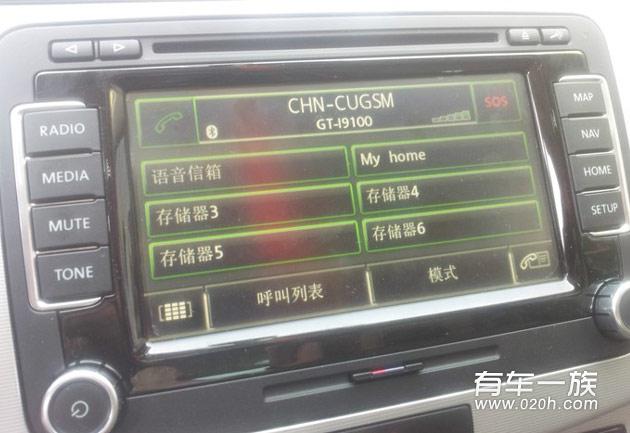 CHN-CUGSM
GT-I9100
SOS
RADIO
MEDIA
MUTE
TONE
语音信箱
My home
存储器3
存储器4
存储器5
存储器6
呼叫列表
模式
MAP
NAV
HOME
SETUP
有车一族
www.020h.com